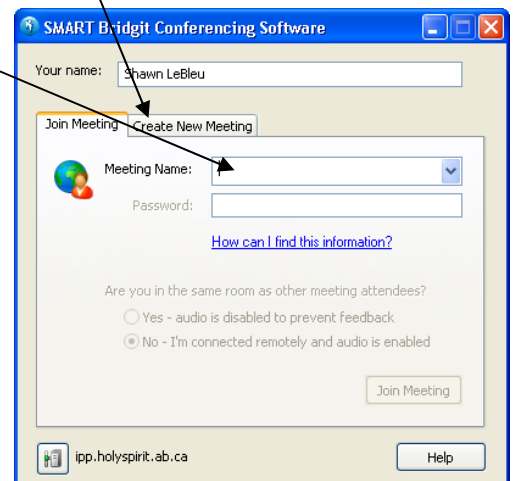 SMART Bridgit Conferencing Software
Your name: Shawn LeBleu
Join Meeting Create New Meeting
Meeting Name:
Password:
How can I find this information?
Are you in the same room as other meeting attendees?
Yes - audio is disabled to prevent feedback
No - I'm connected remotely and audio is enabled
Join Meeting
ipp.holyspirit.ab.ca Help